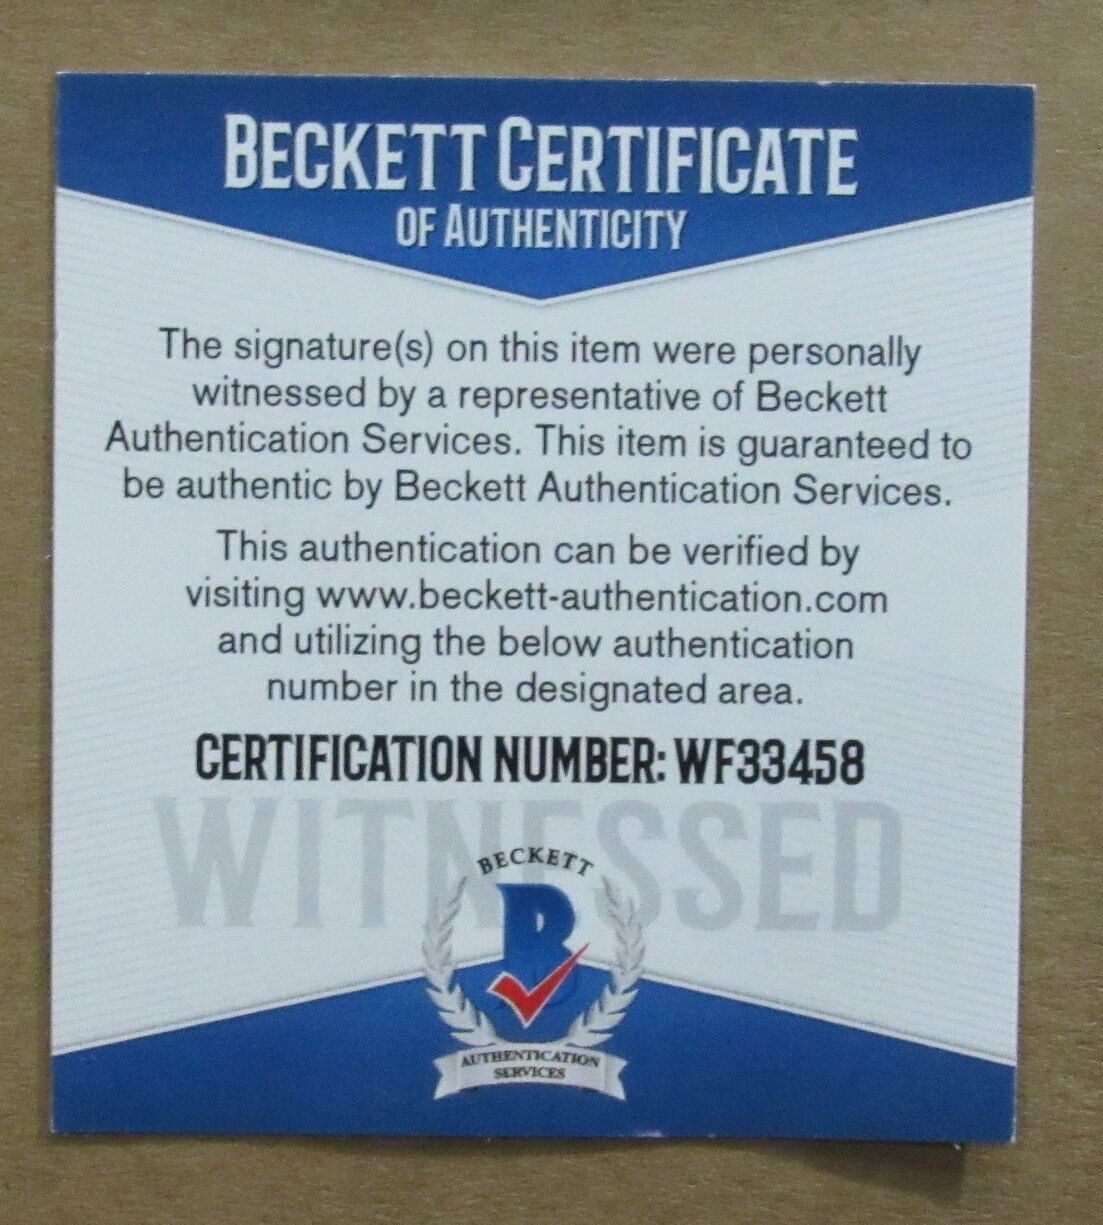 BECKETT CERTIFICATE
OF AUTHENTICITY
The signature(s) on this item were personally
witnessed by a representative of Beckett
Authentication Services. This item is guaranteed to
be authentic by Beckett Authentication Services.
This authentication can be verified by
visiting www.beckett-authentication.com
and utilizing the below authentication
number in the designated area.
CERTIFICATION NUMBER: WF33458
WITNESSED
BECKETT
B
AUTHENTICATION
SERVICES